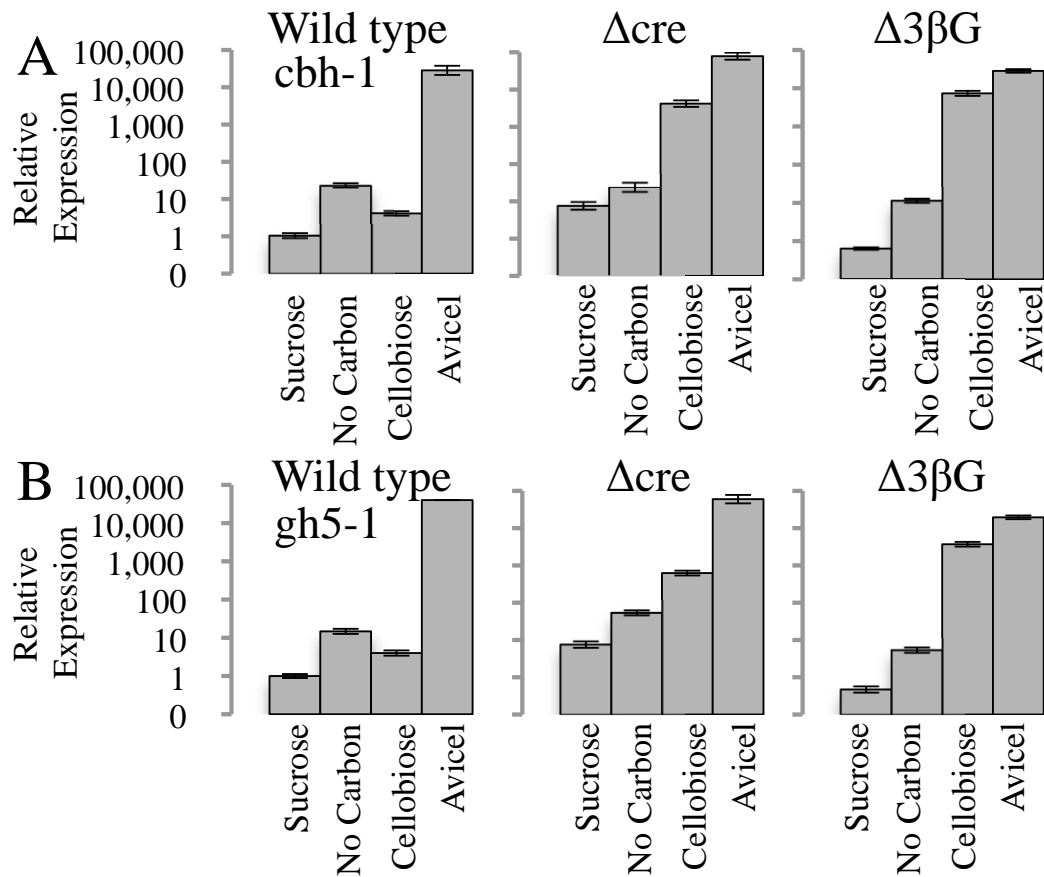 A
Wild type
cbh-1
Δcre
Δ3βG
Relative
Expression
100,000
10,000
1,000
100
10
1
0
Sucrose
No Carbon
Cellobiose
Avicel
Sucrose
No Carbon
Cellobiose
Avicel
Sucrose
No Carbon
Cellobiose
Avicel
B
Wild type
gh5-1
Δcre
Δ3βG
Relative
Expression
100,000
10,000
1,000
100
10
1
0
Sucrose
No Carbon
Cellobiose
Avicel
Sucrose
No Carbon
Cellobiose
Avicel
Sucrose
No Carbon
Cellobiose
Avicel